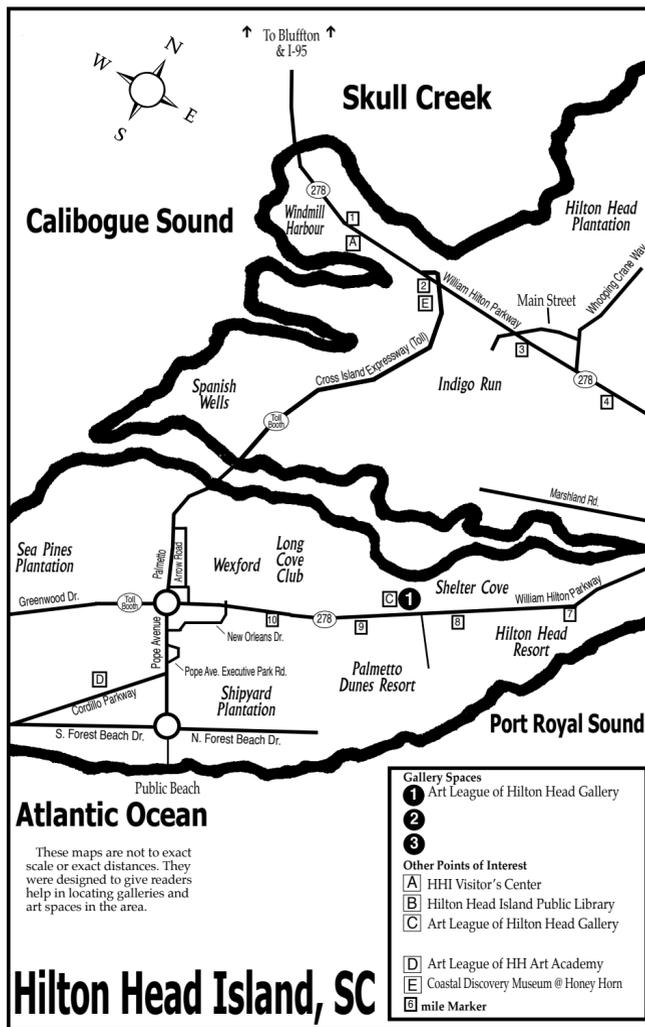 ↑ To Bluffton ↑
& I-95
N
W
E
S
Skull Creek
278
1
Windmill
Harbour
A
Calibogue Sound
Hilton Head
Plantation
2
E
William Hilton Parkway
Whooping Crane Way
Main Street
3
Cross Island Expressway (Toll)
278
4
Indigo Run
Spanish
Wells
Toll
Booth
Marshland Rd.
Sea Pines
Plantation
Palmetto
Arrow Road
Wexford
Long
Cove
Club
Greenwood Dr.
Toll
Booth
C
1
Shelter Cove
William Hilton Parkway
10
278
9
8
7
New Orleans Dr.
Hilton Head
Resort
Pope Avenue
Pope Ave. Executive Park Rd.
D
Cordillo Parkway
Shipyard
Plantation
Palmetto
Dunes Resort
S. Forest Beach Dr.
N. Forest Beach Dr.
Port Royal Sound
Public Beach
Atlantic Ocean
These maps are not to exact
scale or exact distances. They
were designed to give readers
help in locating galleries and
art spaces in the area.
Gallery Spaces
1 Art League of Hilton Head Gallery
2
3
Other Points of Interest
A HHI Visitor's Center
B Hilton Head Island Public Library
C Art League of Hilton Head Gallery
D Art League of HH Art Academy
E Coastal Discovery Museum @ Honey Horn
6 mile Marker
Hilton Head Island, SC